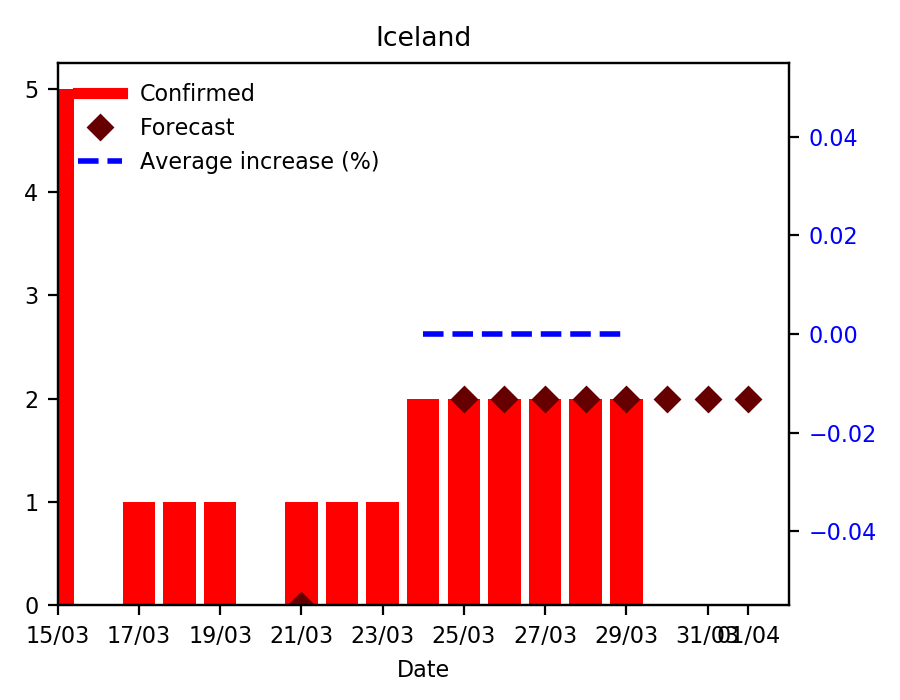 Iceland
Confirmed
Forecast
Average increase (%)
5
4
3
2
1
0
0.04
0.02
0.00
−0.02
−0.04
15/03 17/03 19/03 21/03 23/03 25/03 27/03 29/03 31/03 01/04
Date